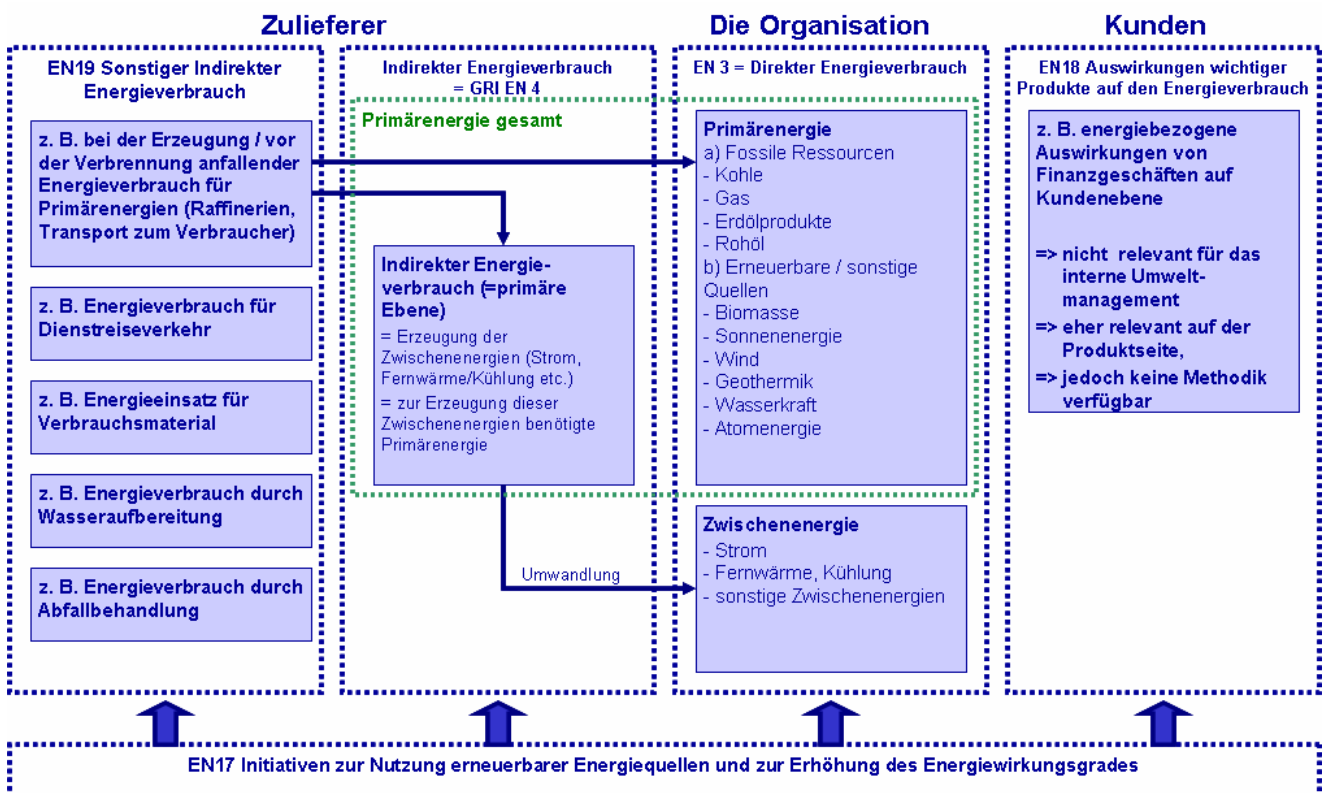 Zulieferer
Die Organisation
Kunden
EN19 Sonstiger Indirekter
Energieverbrauch
z. B. bei der Erzeugung / vor
der Verbrennung anfallender
Energieverbrauch für
Primärenergien (Raffinerien,
Transport zum Verbraucher)
z. B. Energieverbrauch für
Dienstreiseverkehr
z. B. Energieeinsatz für
Verbrauchsmaterial
z. B. Energieverbrauch durch
Wasseraufbereitung
z. B. Energieverbrauch durch
Abfallbehandlung
Indirekter Energieverbrauch
= GRI EN 4
Primärenergie gesamt
Indirekter Energie-
verbrauch (=primäre
Ebene)
= Erzeugung der
Zwischenenergien (Strom,
Fernwärme/Kühlung etc.)
= zur Erzeugung dieser
Zwischenenergien benötigte
Primärenergie
Umwandlung
EN 3 = Direkter Energieverbrauch
Primärenergie
a) Fossile Ressourcen
- Kohle
- Gas
- Erdölprodukte
- Rohöl
b) Erneuerbare / sonstige
Quellen
- Biomasse
- Sonnenenergie
- Wind
- Geothermik
- Wasserkraft
- Atomenergie
Zwischenenergie
- Strom
- Fernwärme, Kühlung
- sonstige Zwischenenergien
EN18 Auswirkungen wichtiger
Produkte auf den Energieverbrauch
z. B. energiebezogene
Auswirkungen von
Finanzgeschäften auf
Kundenebene
=> nicht relevant für das
interne Umwelt-
management
=> eher relevant auf der
Produktseite,
=> jedoch keine Methodik
verfügbar
EN17 Initiativen zur Nutzung erneuerbarer Energiequellen und zur Erhöhung des Energiewirkungsgrades